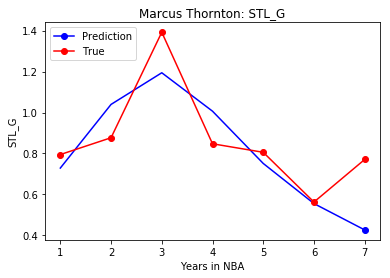 Marcus Thornton: STL_G
Prediction
True
STL_G
1.4
1.2
1.0
0.8
0.6
0.4
1 2 3 4 5 6 7
Years in NBA